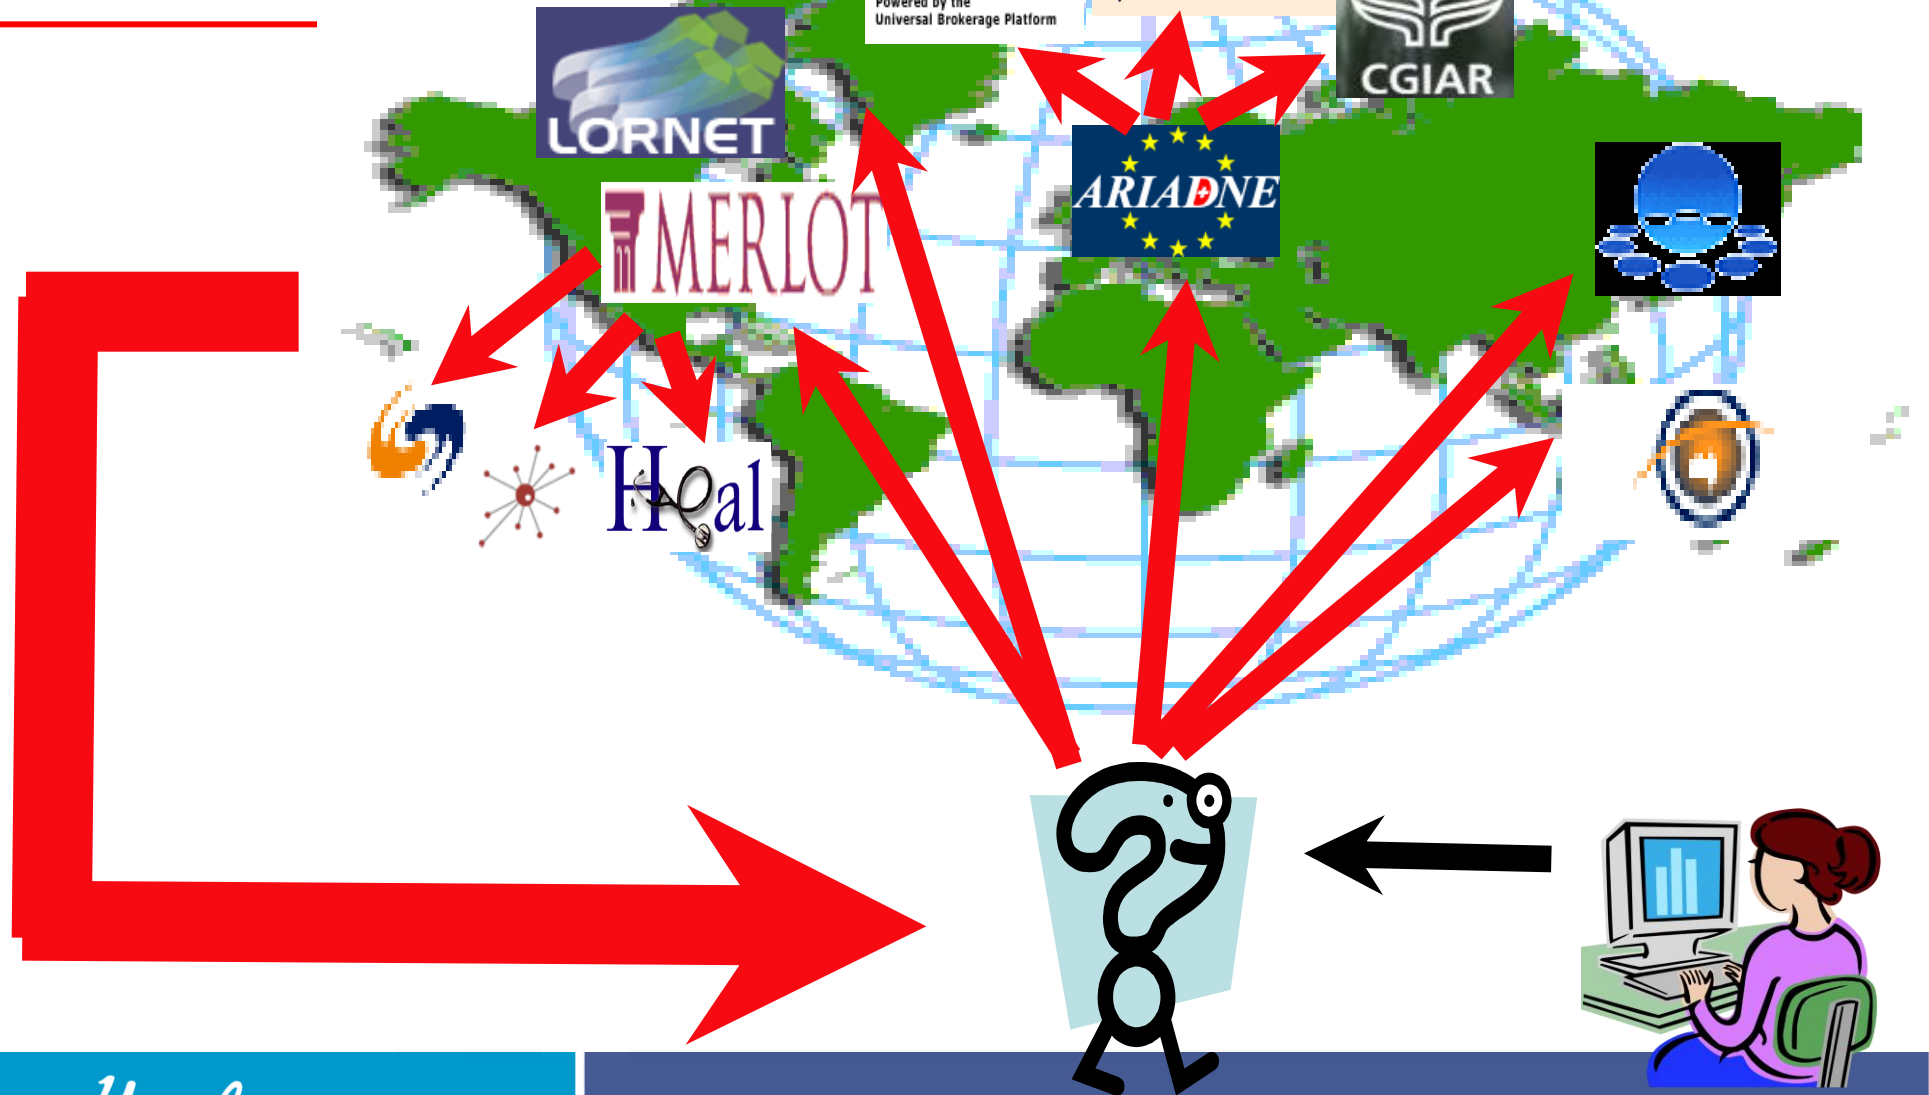 Powered by the
Universal Brokerage Platform
CGIAR
LORNET
ARIADNE
MERLOT
Heal